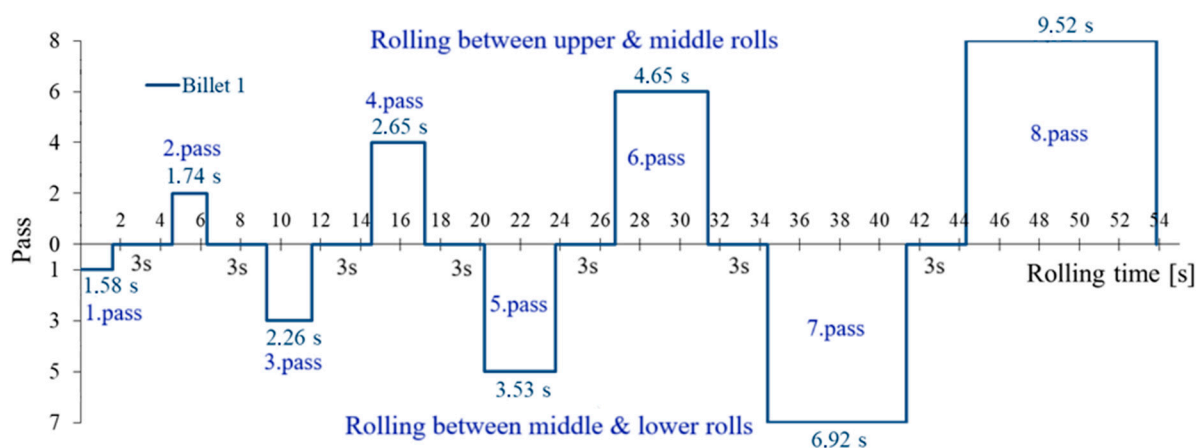 9.52 s
8
Rolling between upper & middle rolls
6
4.65 s
Billet 1
4.pass
4
2.65 s
8.pass
2.pass
6.pass
1.74 s
2
2 4 6 8 10 12 14 16 18 20 22 24 26 28 30 32 34 36 38 40 42 44 46 48 50 52 54
0
Pass
3s 3s 3s 3s 3s 3s 3s
Rolling time [s]
1
1.58 s
1.pass
5.pass
3
7.pass
2.26 s
3.pass
5
3.53 s
7
Rolling between middle & lower rolls
6.92 s